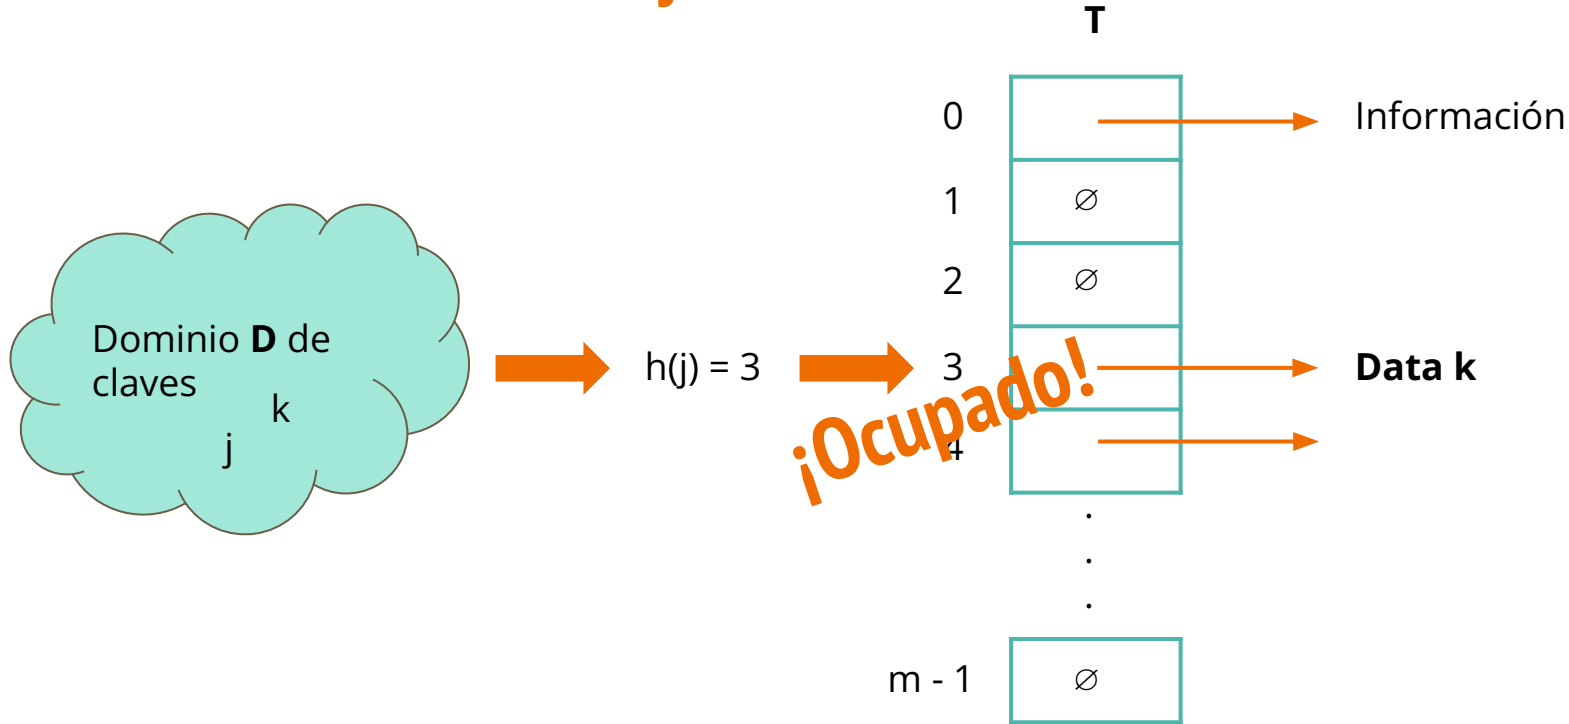 T
0
Información
1
∅
2
∅
Dominio D de
claves
k
j
h(j) = 3
3
Data k
¡Ocupado!
4
.
.
.
m - 1
∅